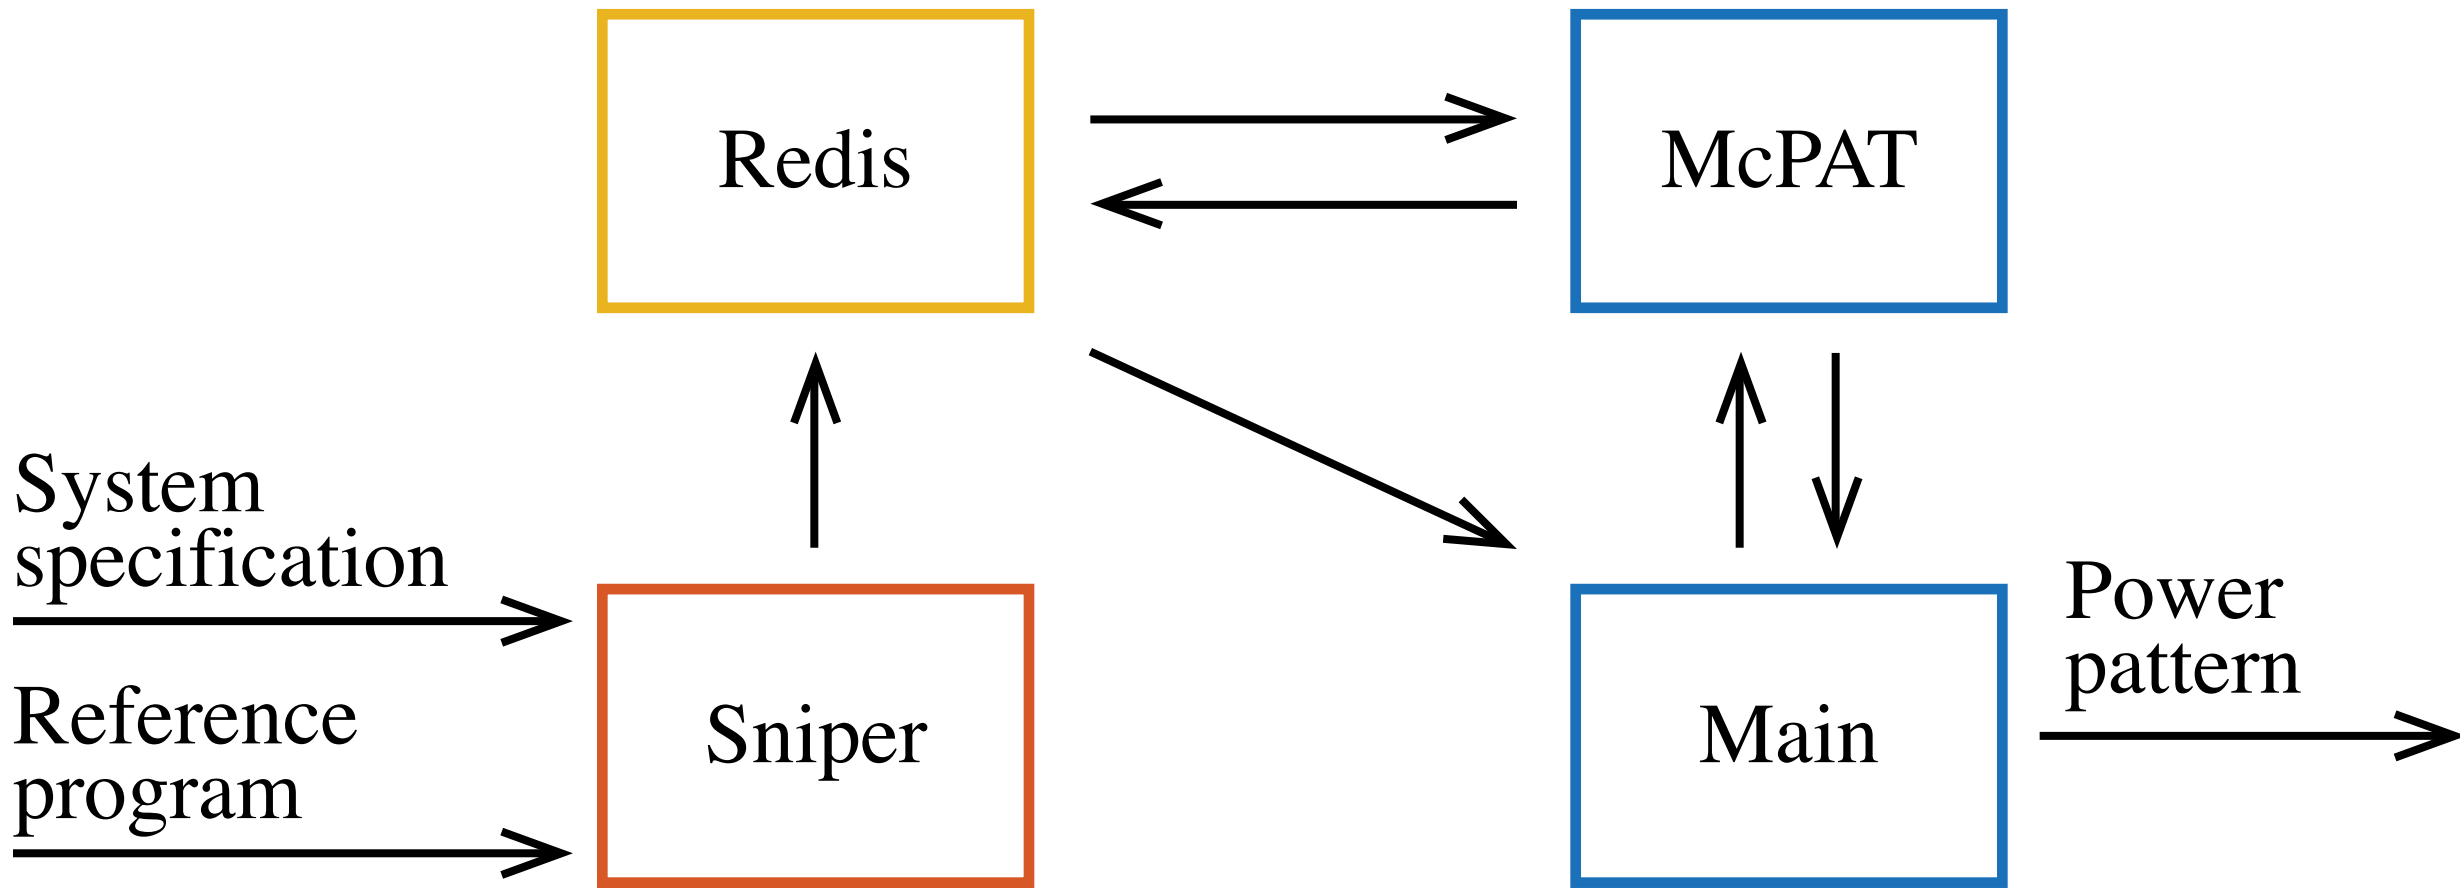 Redis
McPAT
System
specification
Reference
program
Sniper
Main
Power
pattern